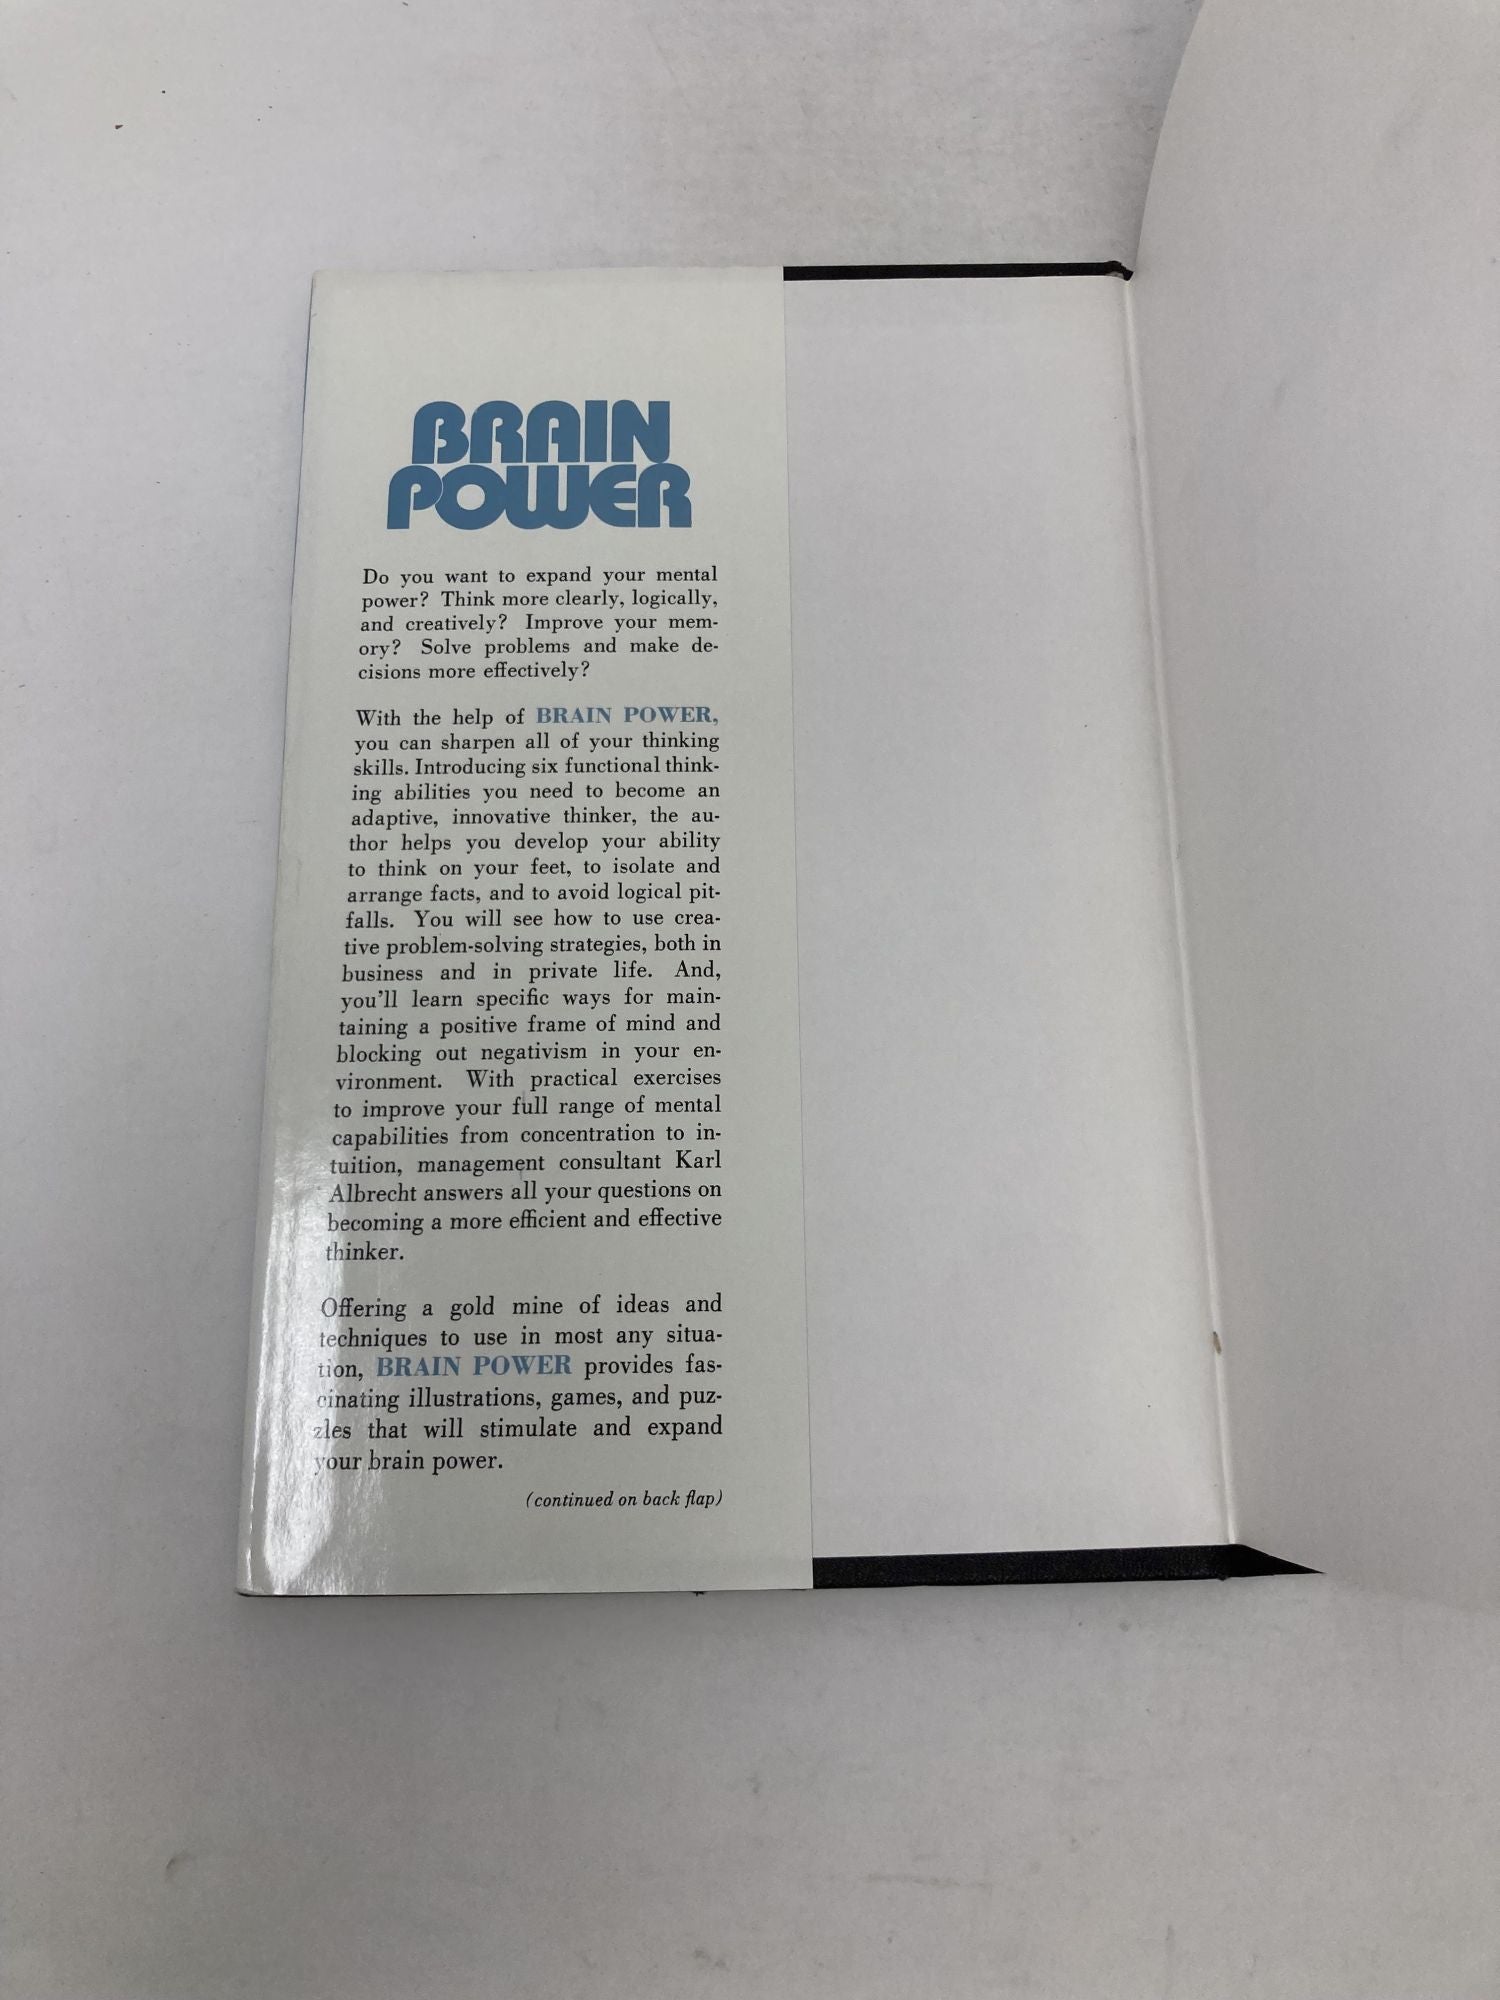 BRAIN
POWER
Do you want to expand your mental
power? Think more clearly, logically,
and creatively? Improve your mem-
ory? Solve problems and make de-
cisions more effectively?
With the help of BRAIN POWER,
you can sharpen all of your thinking
skills. Introducing six functional think-
ing abilities you need to become an
adaptive, innovative thinker, the au-
thor helps you develop your ability
to think on your feet, to isolate and
arrange facts, and to avoid logical pit-
falls. You will see how to use crea-
tive problem-solving strategies, both in
business and in private life. And,
you'll learn specific ways for main-
taining a positive frame of mind and
blocking out negativism in your en-
vironment. With practical exercises
to improve your full range of mental
capabilities from concentration to in-
tuition, management consultant Karl
Albrecht answers all your questions on
becoming a more efficient and effective
thinker.
Offering a gold mine of ideas and
techniques to use in most any situa-
tion, BRAIN POWER provides fas-
cinating illustrations, games, and puz-
zles that will stimulate and expand
your brain power.
(continued on back flap)